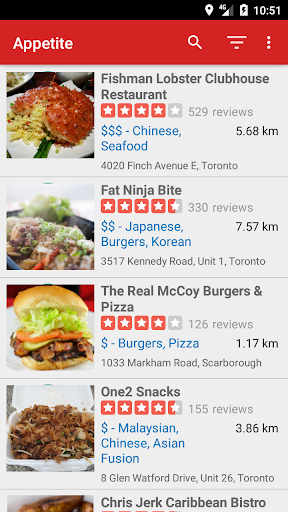 4G 10:51
Appetite
Fishman Lobster Clubhouse
Restaurant
529 reviews
$$$ - Chinese, 5.68 km
Seafood
4020 Finch Avenue E, Toronto
Fat Ninja Bite
330 reviews
$$ - Japanese, 7.57 km
Burgers, Korean
3517 Kennedy Road, Unit 1, Toronto
The Real McCoy Burgers &
Pizza
126 reviews
$ - Burgers, Pizza 1.17 km
1033 Markham Road, Scarborough
One2 Snacks
155 reviews
$ - Malaysian, 3.86 km
Chinese, Asian
Fusion
8 Glen Watford Drive, Unit 26, Toronto
Chris Jerk Caribbean Bistro